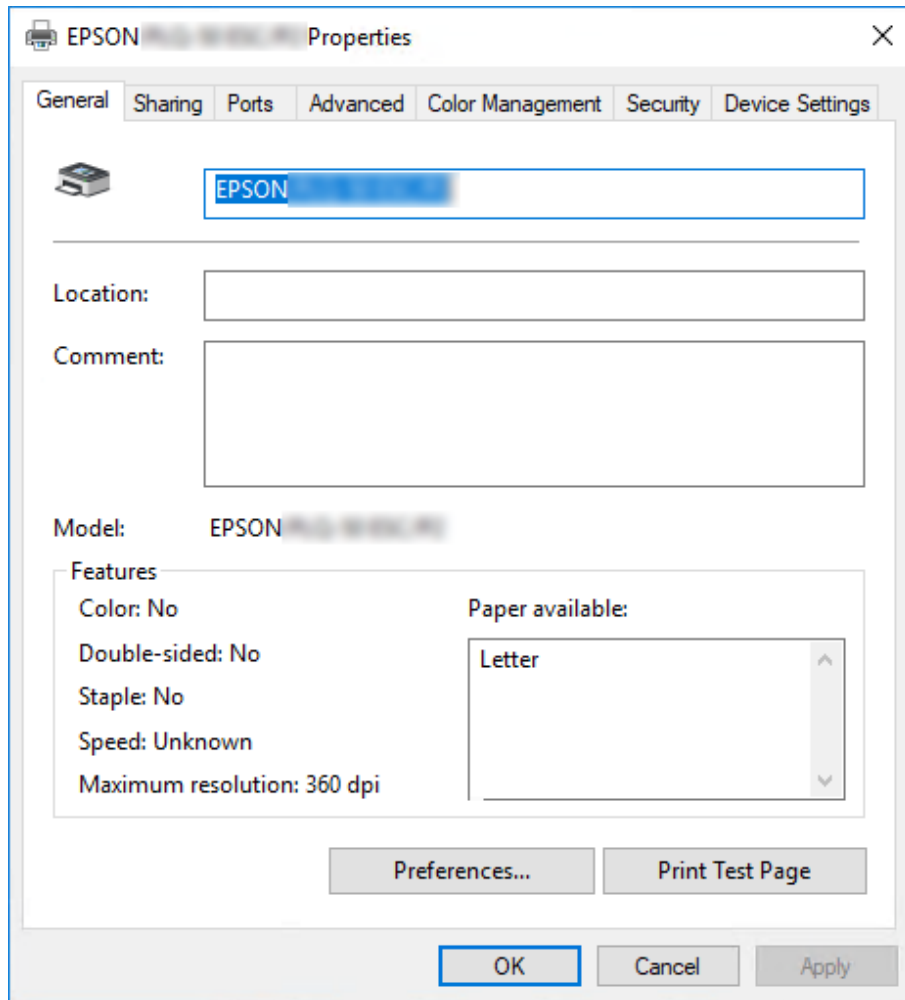 EPSON Properties
General Sharing Ports Advanced Color Management Security Device Settings
EPSON
Location:
Comment:
Model: EPSON
Features
Color: No
Double-sided: No
Staple: No
Speed: Unknown
Maximum resolution: 360 dpi
Paper available:
Letter
Preferences... Print Test Page
OK Cancel Apply